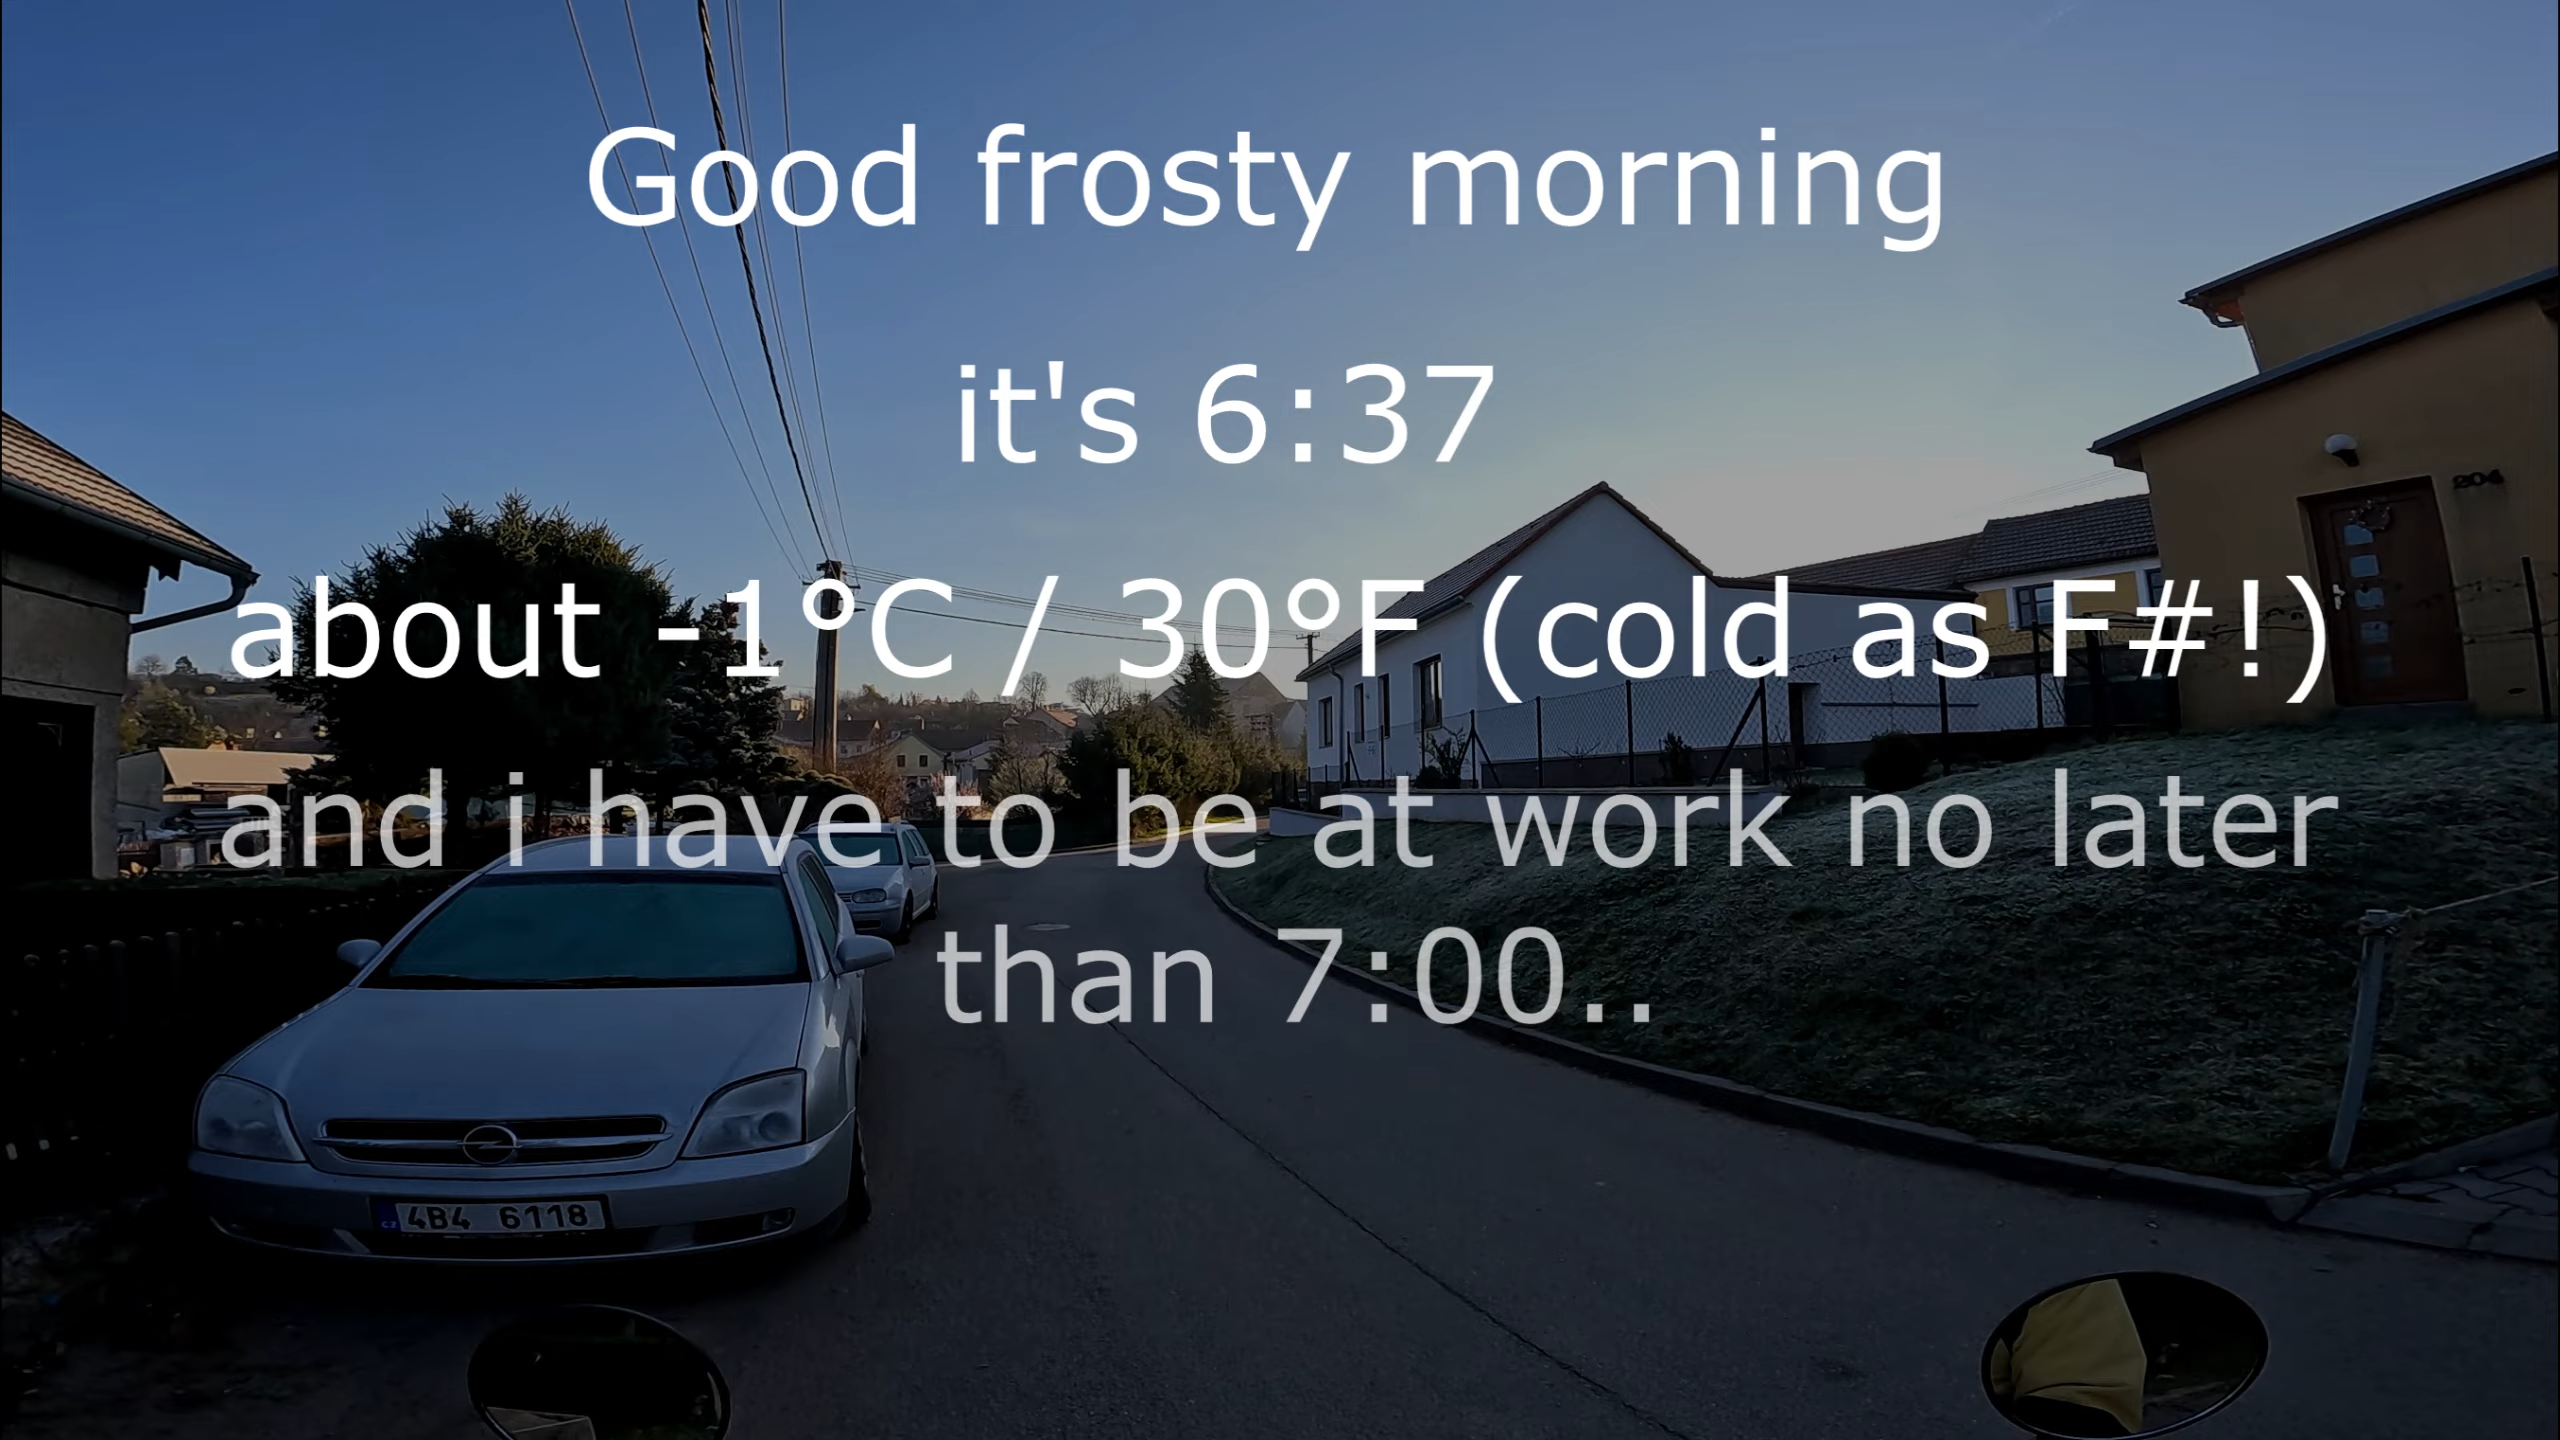 Good frosty morning
it's 6:37
204
about -1°C / 30°F (cold as F#!)
and i have to be at work no later
than 7:00..
CZ 4B4 6118